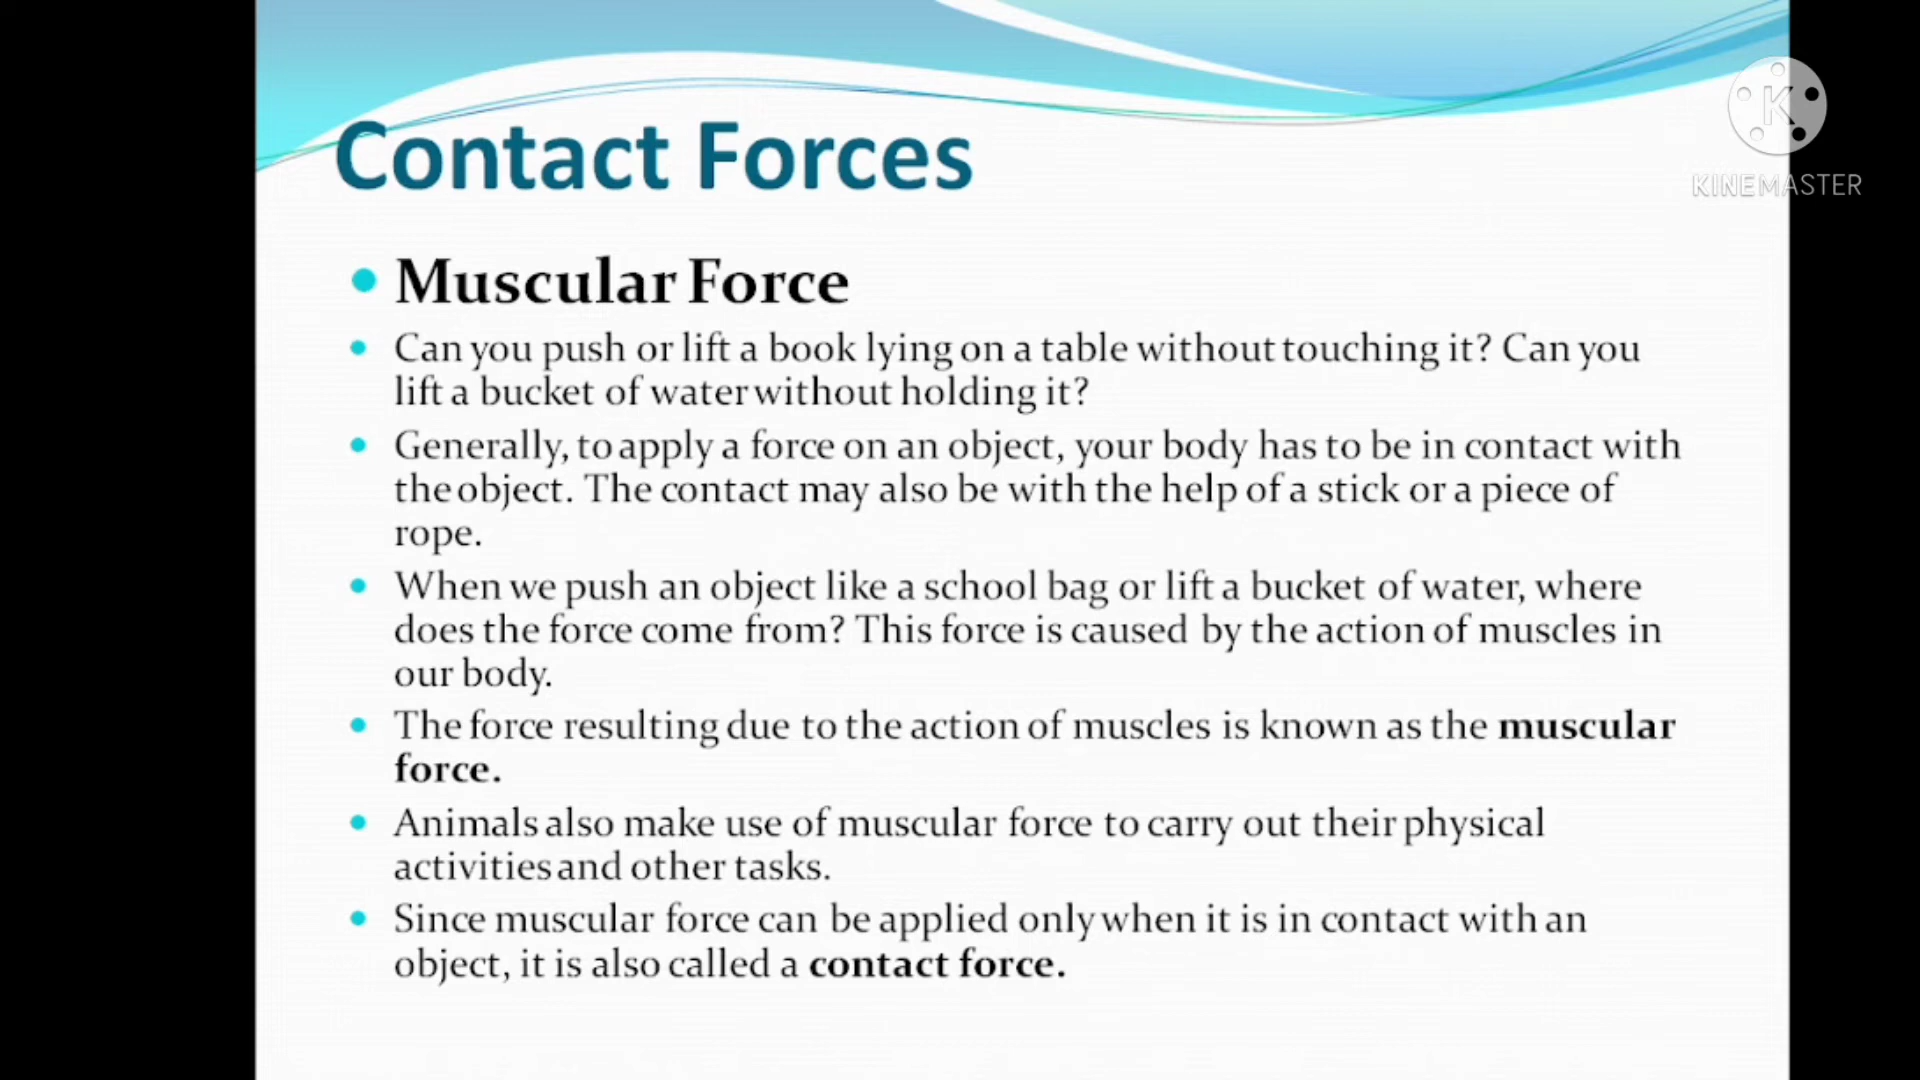 Contact Forces
K
KINEMASTER
Muscular Force
Can you push or lift a book lying on a table without touching it? Can you
lift a bucket of water without holding it?
Generally, to apply a force on an object, your body has to be in contact with
the object. The contact may also be with the help of a stick or a piece of
rope.
When we push an object like a school bag or lift a bucket of water, where
does the force come from? This force is caused by the action of muscles in
our body.
The force resulting due to the action of muscles is known as the muscular
force.
Animals also make use of muscular force to carry out their physical
activities and other tasks.
Since muscular force can be applied only when it is in contact with an
object, it is also called a contact force.